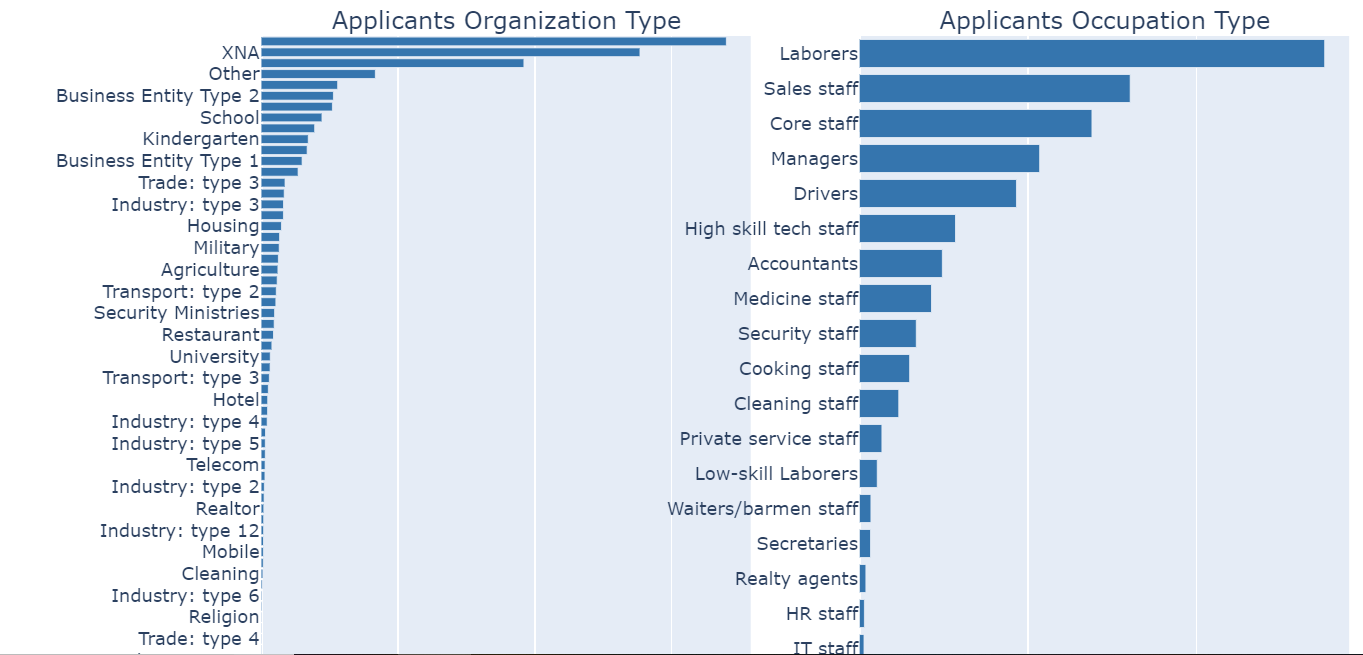 Applicants Organization Type
XNA
Other
Business Entity Type 2
School
Kindergarten
Business Entity Type 1
Trade: type 3
Industry: type 3
Housing
Military
Agriculture
Transport: type 2
Security Ministries
Restaurant
University
Transport: type 3
Hotel
Industry: type 4
Industry: type 5
Telecom
Industry: type 2
Realtor
Industry: type 12
Mobile
Cleaning
Industry: type 6
Religion
Trade: type 4
Applicants Occupation Type
Laborers
Sales staff
Core staff
Managers
Drivers
High skill tech staff
Accountants
Medicine staff
Security staff
Cooking staff
Cleaning staff
Private service staff
Low-skill Laborers
Waiters/barmen staff
Secretaries
Realty agents
HR staff
IT staff